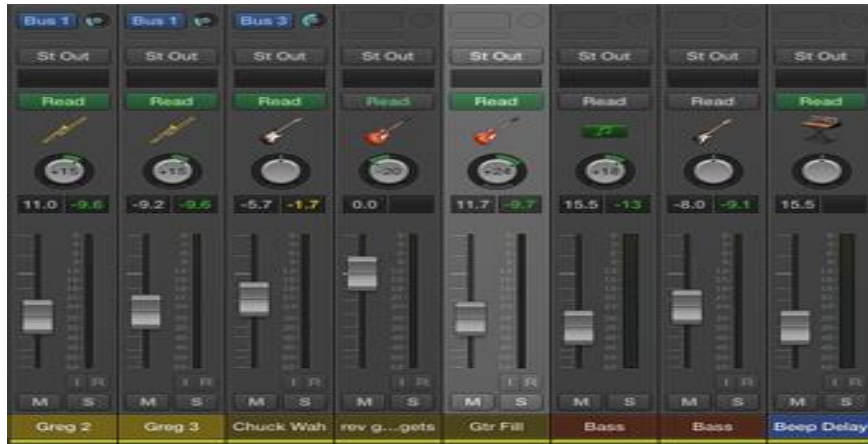 Bus 1 Bus 1 Bus 3
St Out St Out St Out St Out St Out St Out St Out St Out
Read Read Read Read Read Read Read Read
+15 +15 -20 +24 +18
11.0 -9.6 -9.2 -9.6 -5.7 -1.7 0.0 11.7 -9.7 15.5 -13 -8.0 -9.1 15.5
I R I R I R I R I R
M S M S M S M S M S M S M S M S
Greg 2 Greg 3 Chuck Wah rev g...gets Gtr Fill Bass Bass Beep Delay